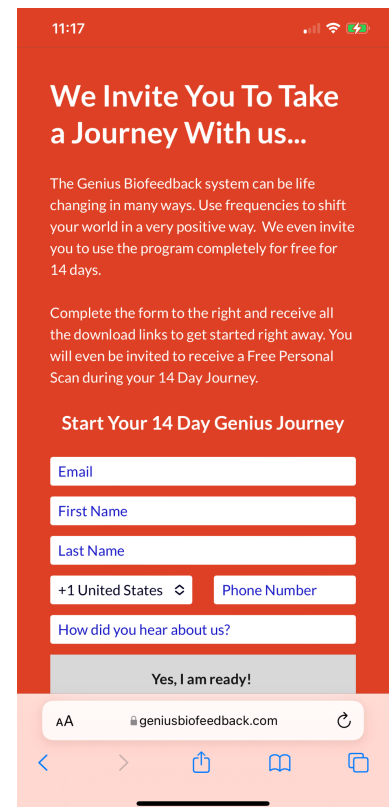 11:17
We Invite You To Take
a Journey With us...
The Genius Biofeedback system can be life
changing in many ways. Use frequencies to shift
your world in a very positive way.  We even invite
you to use the program completely for free for
14 days.
Complete the form to the right and receive all
the download links to get started right away. You
will even be invited to receive a Free Personal
Scan during your 14 Day Journey.
Start Your 14 Day Genius Journey
Email
First Name
Last Name
+1 United States Phone Number
How did you hear about us?
Yes, I am ready!
AA geniusbiofeedback.com